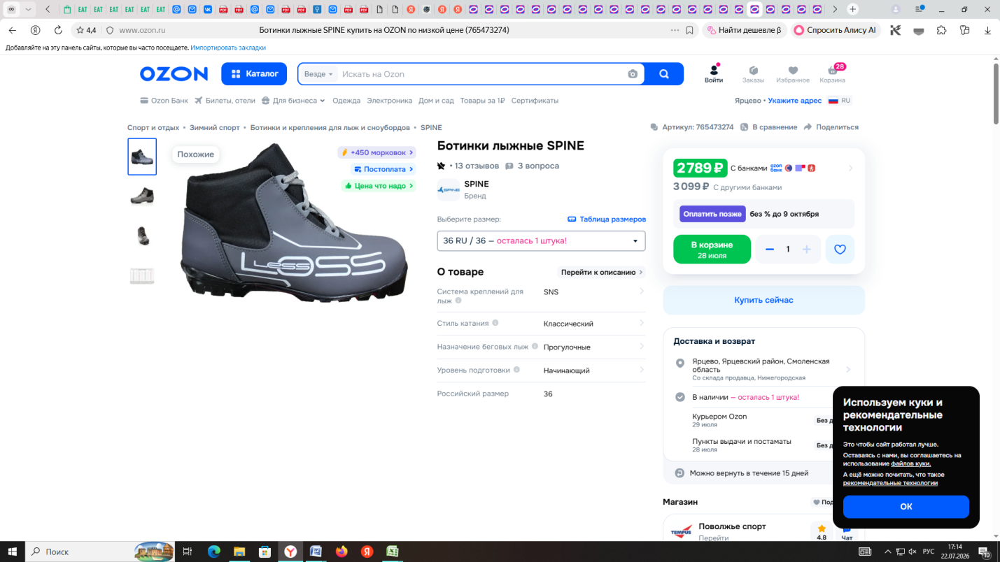 EAT EAT EAT EAT EAT EAT
4,4 www.ozon.ru Ботинки лыжные SPINE купить на OZON по низкой цене (765473274) Найти дешевле β Спросить Алису AI
Добавляйте на эту панель сайты, которые вы часто посещаете. Импортировать закладки
OZON Каталог Везде Искать на Ozon
28
Войти Заказы Избранное Корзина
Ozon Банк Билеты, отели Для бизнеса Одежда Электроника Дом и сад Товары за 1₽ Сертификаты
Ярцево • Укажите адрес RU
Спорт и отдых • Зимний спорт • Ботинки и крепления для лыж и сноубордов • SPINE
Артикул: 765473274 В сравнение Поделиться
Похожие
+450 морковок
Постоплата
Цена что надо
LOSS
Ботинки лыжные SPINE
• 13 отзывов 3 вопроса
SPINE
SPINE
Бренд
Выберите размер: Таблица размеров
36 RU / 36 — осталась 1 штука!
О товаре Перейти к описанию
Система креплений для лыж SNS
Стиль катания Классический
Назначение беговых лыж Прогулочные
Уровень подготовки Начинающий
Российский размер 36
2 789 ₽ С банками ozon банк
3 099 ₽ С другими банками
Оплатить позже без % до 9 октября
В корзине
28 июля
1
Купить сейчас
Доставка и возврат
Ярцево, Ярцевский район, Смоленская
область
Со склада продавца, Нижегородская
В наличии — осталась 1 штука!
Курьером Ozon
29 июля
Без д
Пункты выдачи и постаматы
28 июля
Без д
Можно вернуть в течение 15 дней
Магазин Под
TEMPUS
Поволжье спорт
Перейти
4.8 Чат
Используем куки и
рекомендательные
технологии
Это чтобы сайт работал лучше.
Оставаясь с нами, вы соглашаетесь на
использование файлов куки.
А ещё можно почитать, что такое
рекомендательные технологии
ОК
Поиск
РУС
17:14
22.07.2026
10